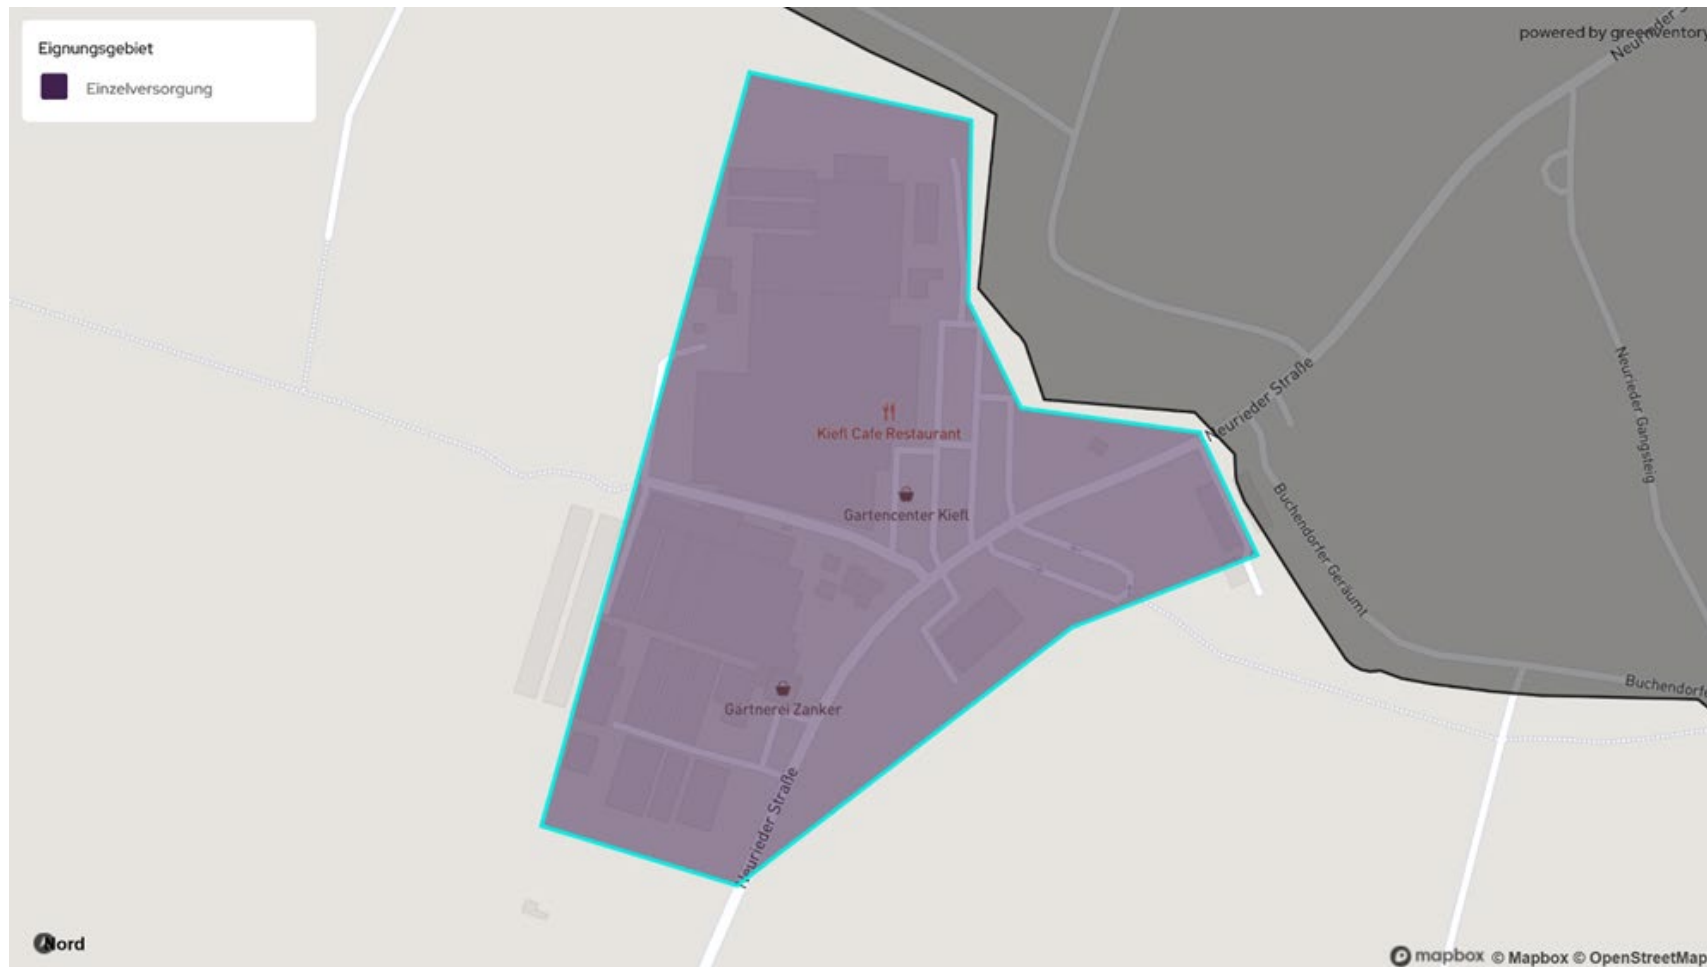 Eignungsgebiet
Einzelversorgung
powered by greenventory
Neurieder S
Kiefl Cafe Restaurant
Neurieder Straße
Neurieder Gangsteig
Gartencenter Kiefl
Buchendorfer Geräumt
Buchendorfe
Gärtnerei Zanker
Neurieder Straße
Nord
mapbox © Mapbox © OpenStreetMap